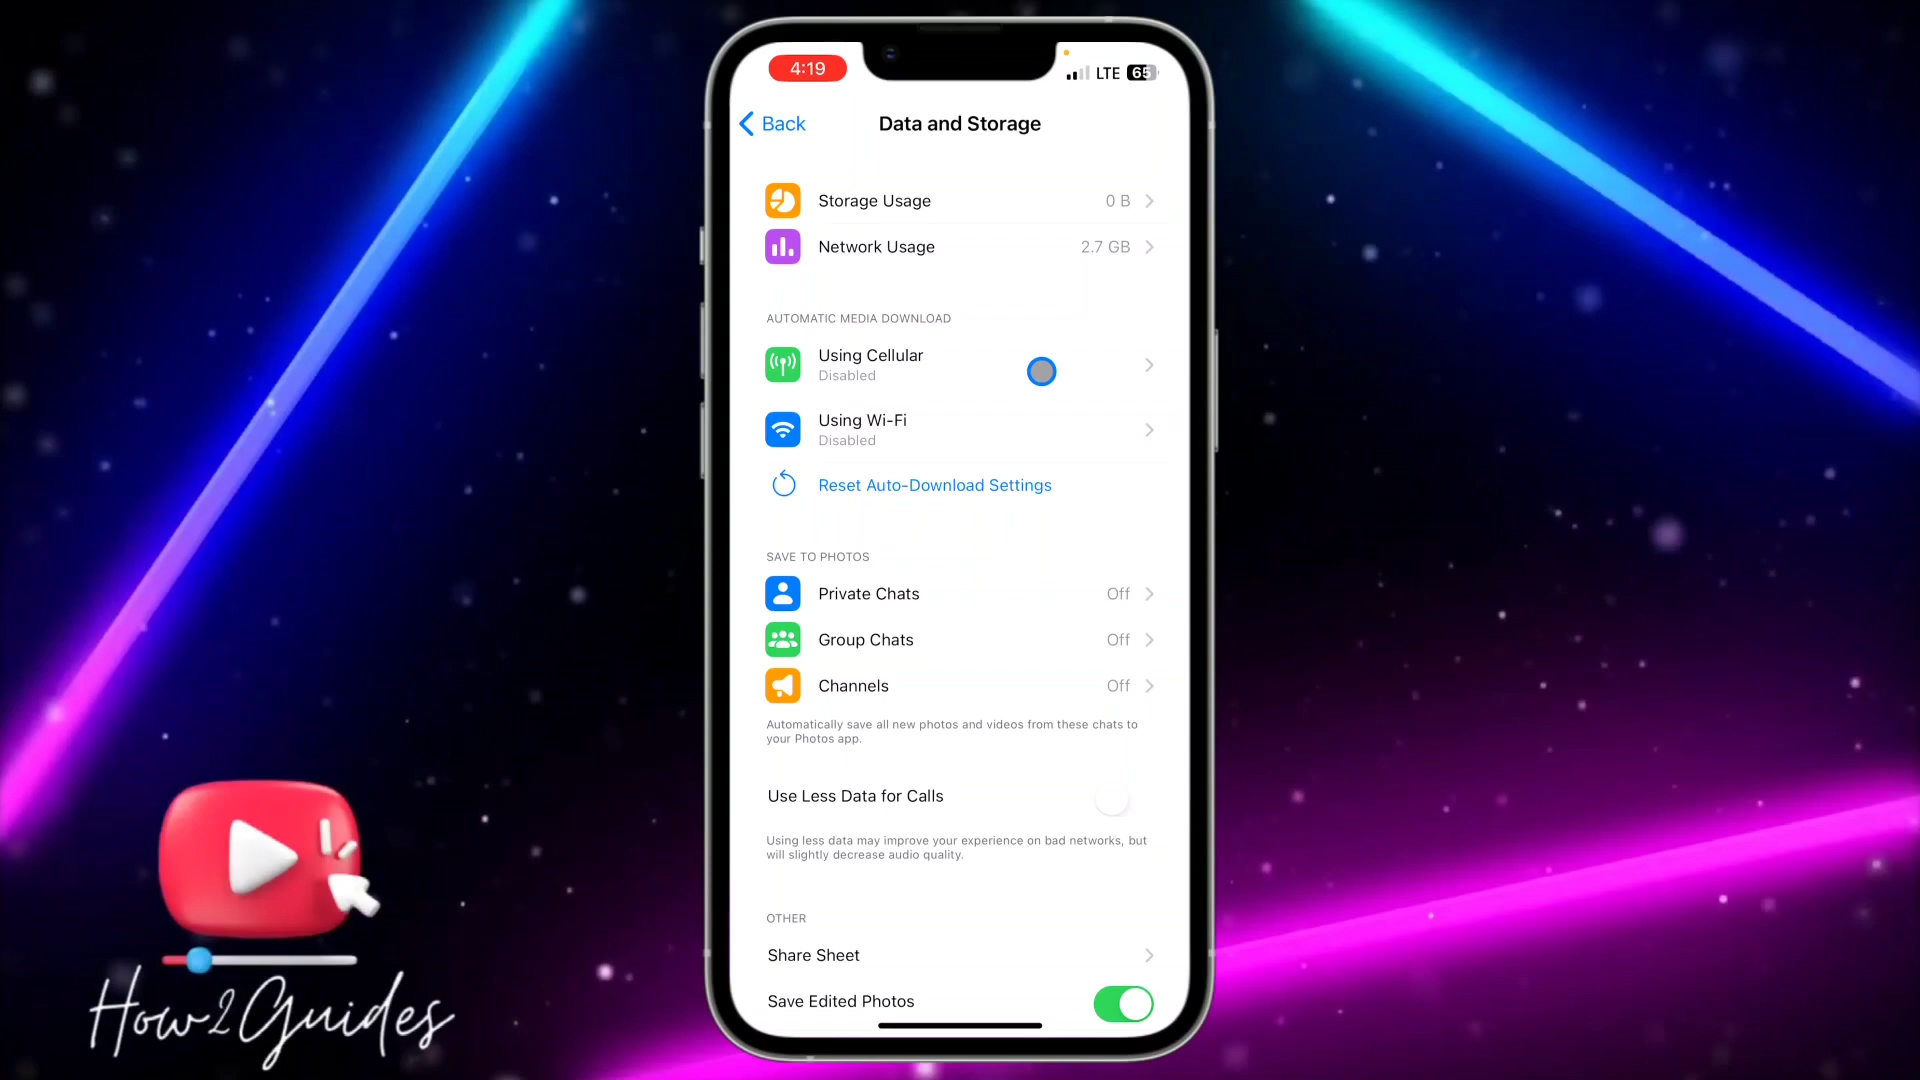 4:19
LTE 65
Back
Data and Storage
Storage Usage 0 B
Network Usage 2.7 GB
AUTOMATIC MEDIA DOWNLOAD
Using Cellular
Disabled
Using Wi-Fi
Disabled
Reset Auto-Download Settings
SAVE TO PHOTOS
Private Chats Off
Group Chats Off
Channels Off
Automatically save all new photos and videos from these chats to
your Photos app.
Use Less Data for Calls
Using less data may improve your experience on bad networks, but
will slightly decrease audio quality.
OTHER
Share Sheet
Save Edited Photos
How2Guides